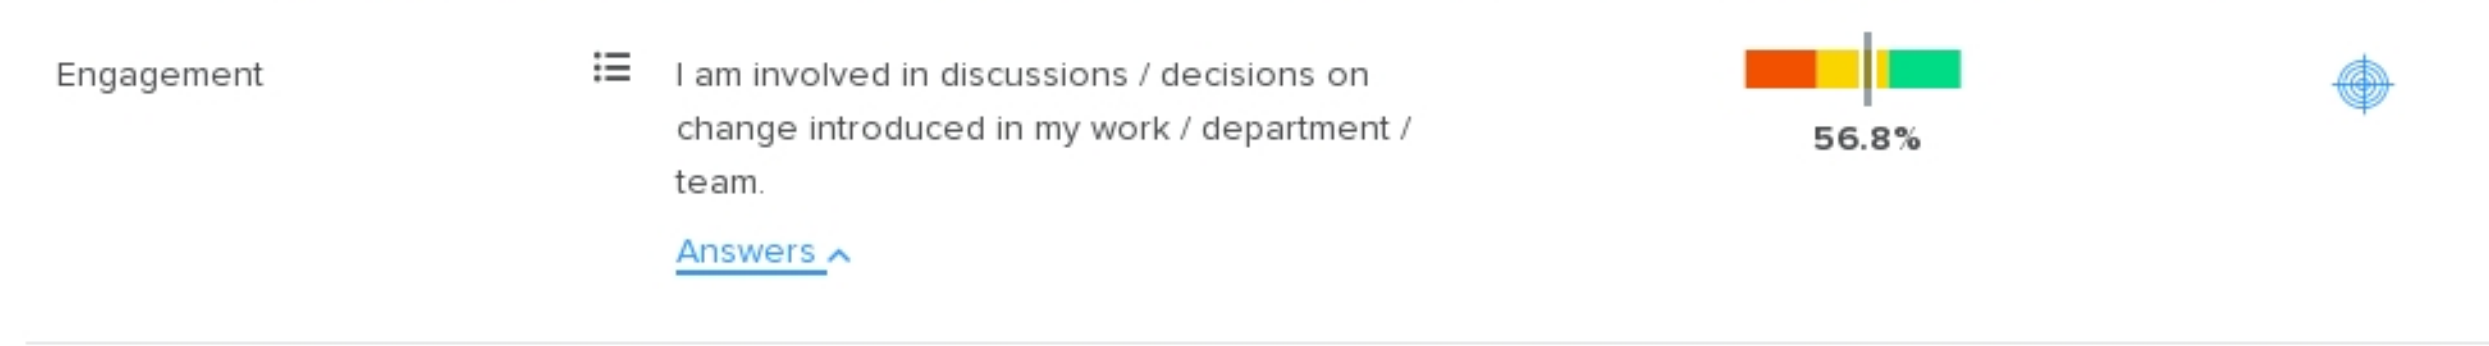 Engagement
I am involved in discussions / decisions on
change introduced in my work / department /
team.
Answers
56.8%